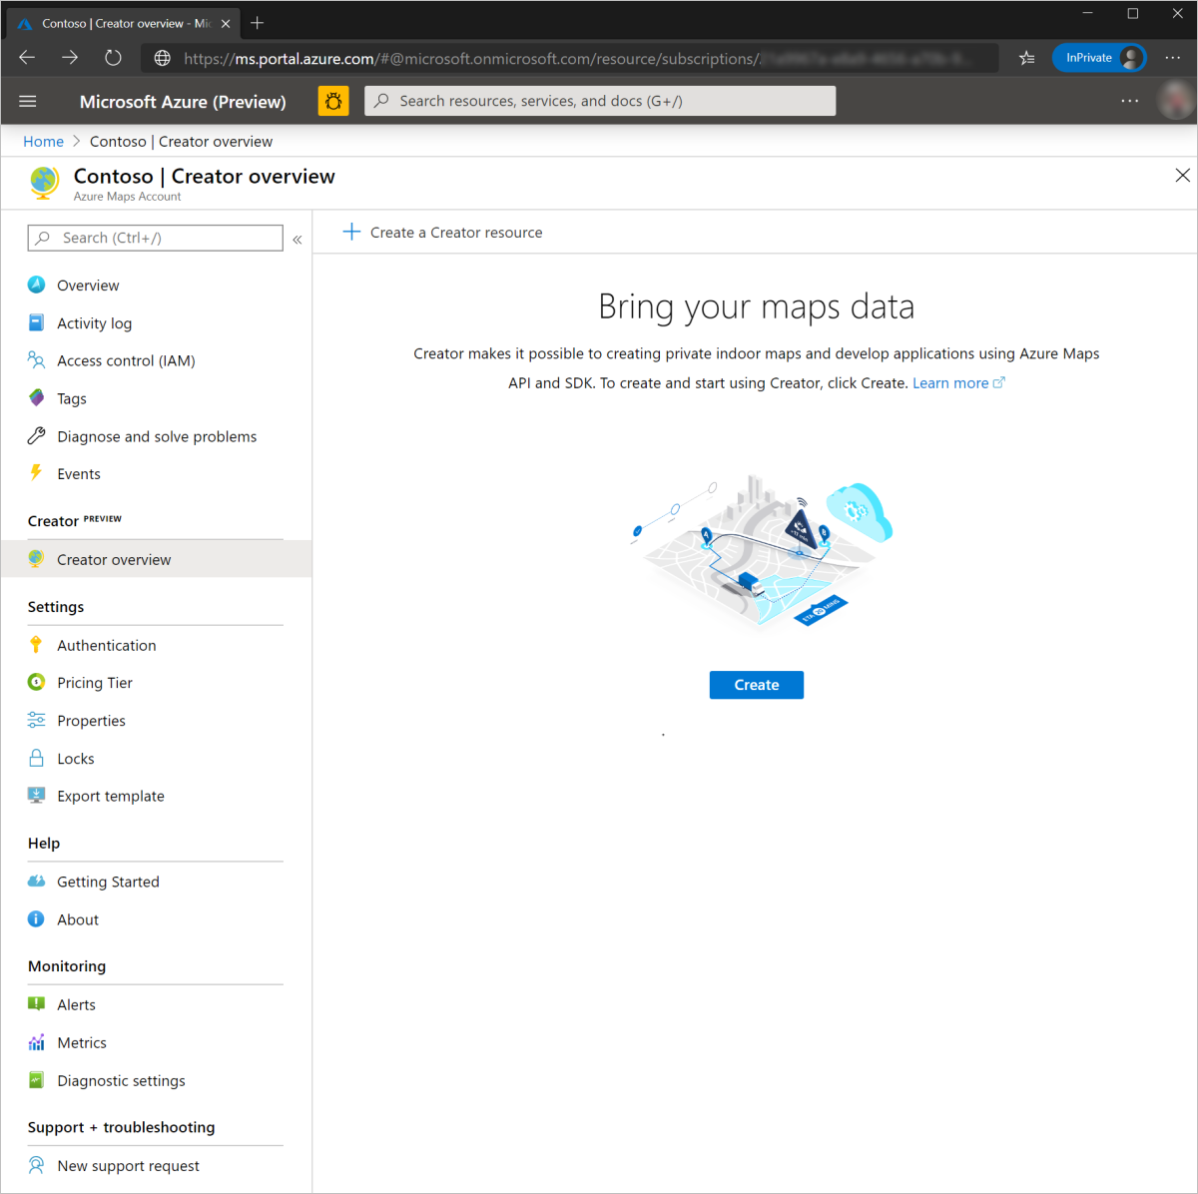 Contoso | Creator overview - Mi
https://ms.portal.azure.com/#@microsoft.onmicrosoft.com/resource/subscriptions/
InPrivate
Microsoft Azure (Preview)
Search resources, services, and docs (G+/)
Home > Contoso | Creator overview
Contoso | Creator overview
Azure Maps Account
Search (Ctrl+/)
«
Overview
Activity log
Access control (IAM)
Tags
Diagnose and solve problems
Events
Creator PREVIEW
Creator overview
Settings
Authentication
Pricing Tier
Properties
Locks
Export template
Help
Getting Started
About
Monitoring
Alerts
Metrics
Diagnostic settings
Support + troubleshooting
New support request
+ Create a Creator resource
Bring your maps data
Creator makes it possible to creating private indoor maps and develop applications using Azure Maps
API and SDK. To create and start using Creator, click Create. Learn more
A
B
ETA 20 MINS
Create